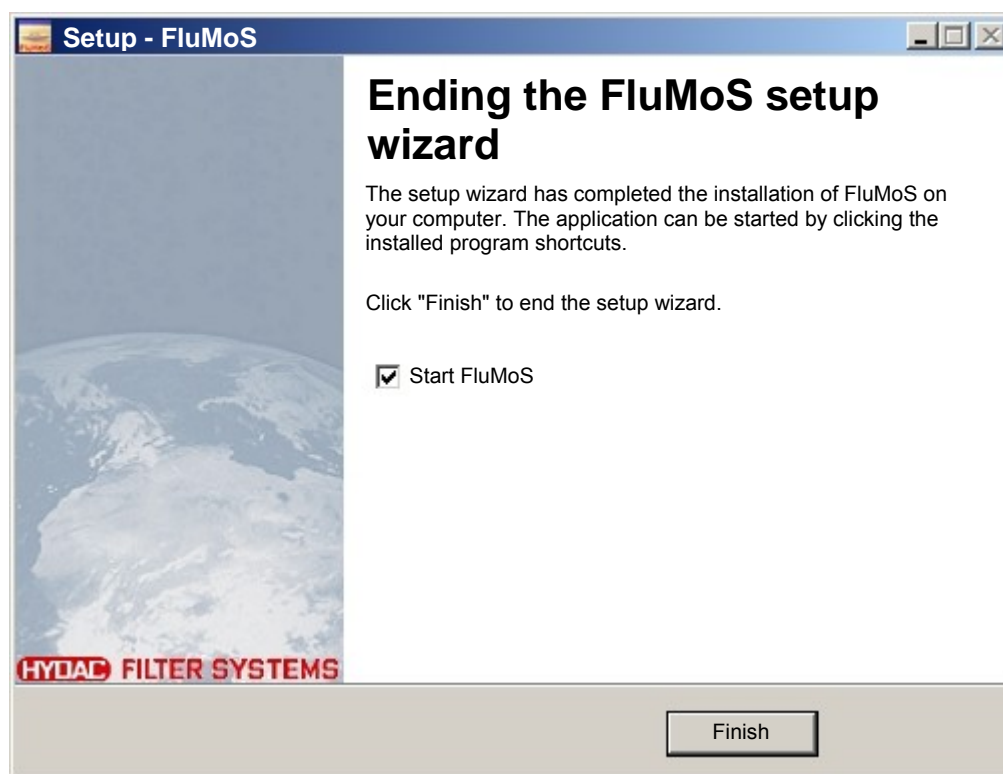 Setup - FluMoS
Ending the FluMoS setup
wizard
The setup wizard has completed the installation of FluMoS on
your computer. The application can be started by clicking the
installed program shortcuts.
Click "Finish" to end the setup wizard.
Start FluMoS
HYDAC FILTER SYSTEMS
Finish